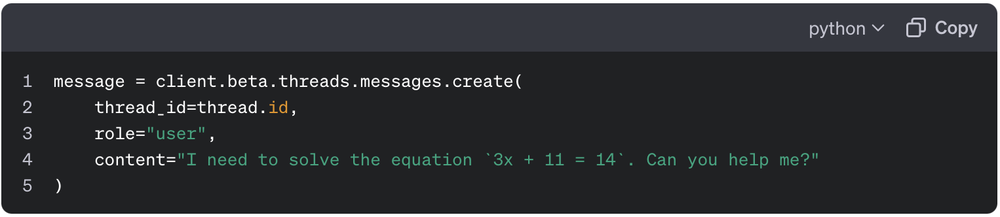 python Copy
1 message = client.beta.threads.messages.create(
2     thread_id=thread.id,
3     role="user",
4     content="I need to solve the equation `3x + 11 = 14`. Can you help me?"
5 )